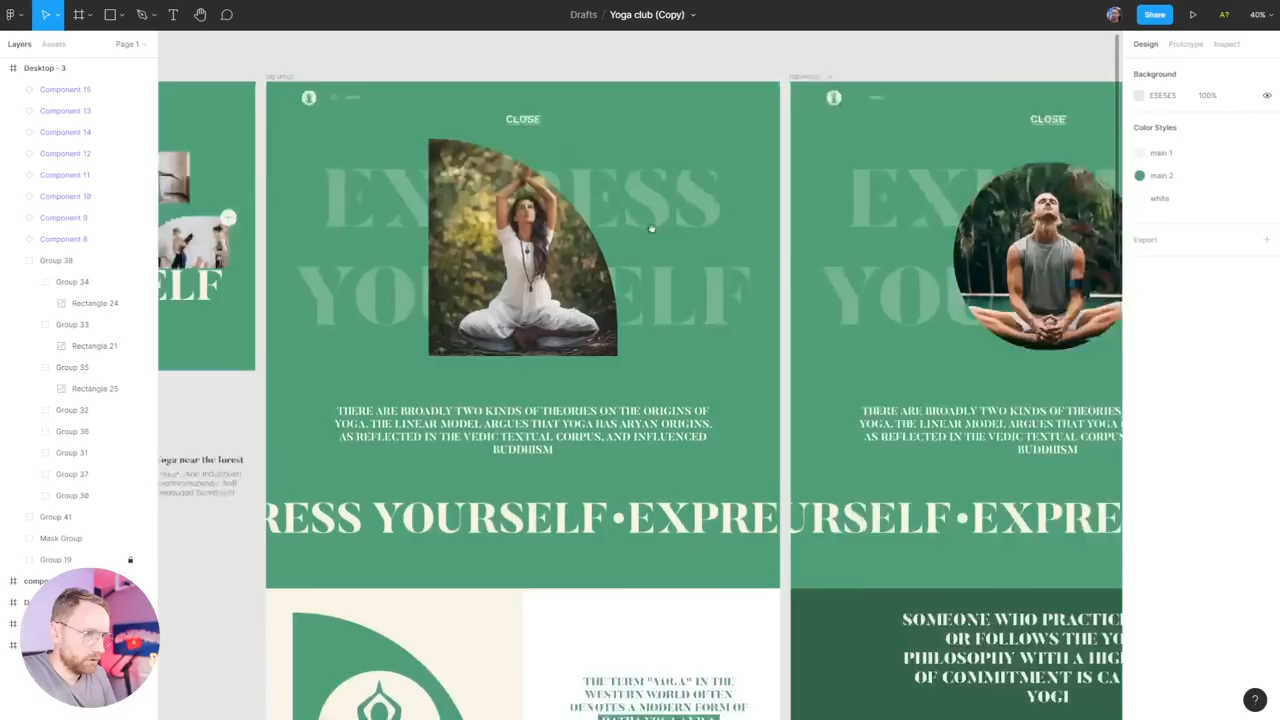 Drafts / Yoga club (Copy)
Share
A?
40%
Layers
Assets
Page 1
Design
Prototype
Inspect
Desktop - 3
Component 15
Component 13
Component 14
Component 12
Component 11
Component 10
Component 9
Component 8
Group 38
Group 34
Rectangle 24
Group 33
Rectangle 21
Group 35
Rectangle 25
Group 32
Group 36
Group 31
Group 37
Group 30
Group 41
Mask Group
Group 19
ELF
Yoga near the forest
CLOSE
EXPRESS
YOURSELF
THERE ARE BROADLY TWO KINDS OF THEORIES ON THE ORIGINS OF
YOGA. THE LINEAR MODEL ARGUES THAT YOGA HAS ARYAN ORIGINS,
AS REFLECTED IN THE VEDIC TEXTUAL CORPUS, AND INFLUENCED
BUDDHISM
RESS YOURSELF•EXPRE
THE TERM "YOGA" IN THE
WESTERN WORLD OFTEN
DENOTES A MODERN FORM OF
CLOSE
EX
YO
THERE ARE BROADLY TWO KINDS OF THEORIES
YOGA. THE LINEAR MODEL ARGUES THAT YOGA
AS REFLECTED IN THE VEDIC TEXTUAL CORPUS
BUDDHISM
URSELF•EXPRE
SOMEONE WHO PRACTIC
OR FOLLOWS THE YO
PHILOSOPHY WITH A HIG
OF COMMITMENT IS CA
YOGI
Background
E5E5E5
100%
Color Styles
main 1
main 2
white
Export
?